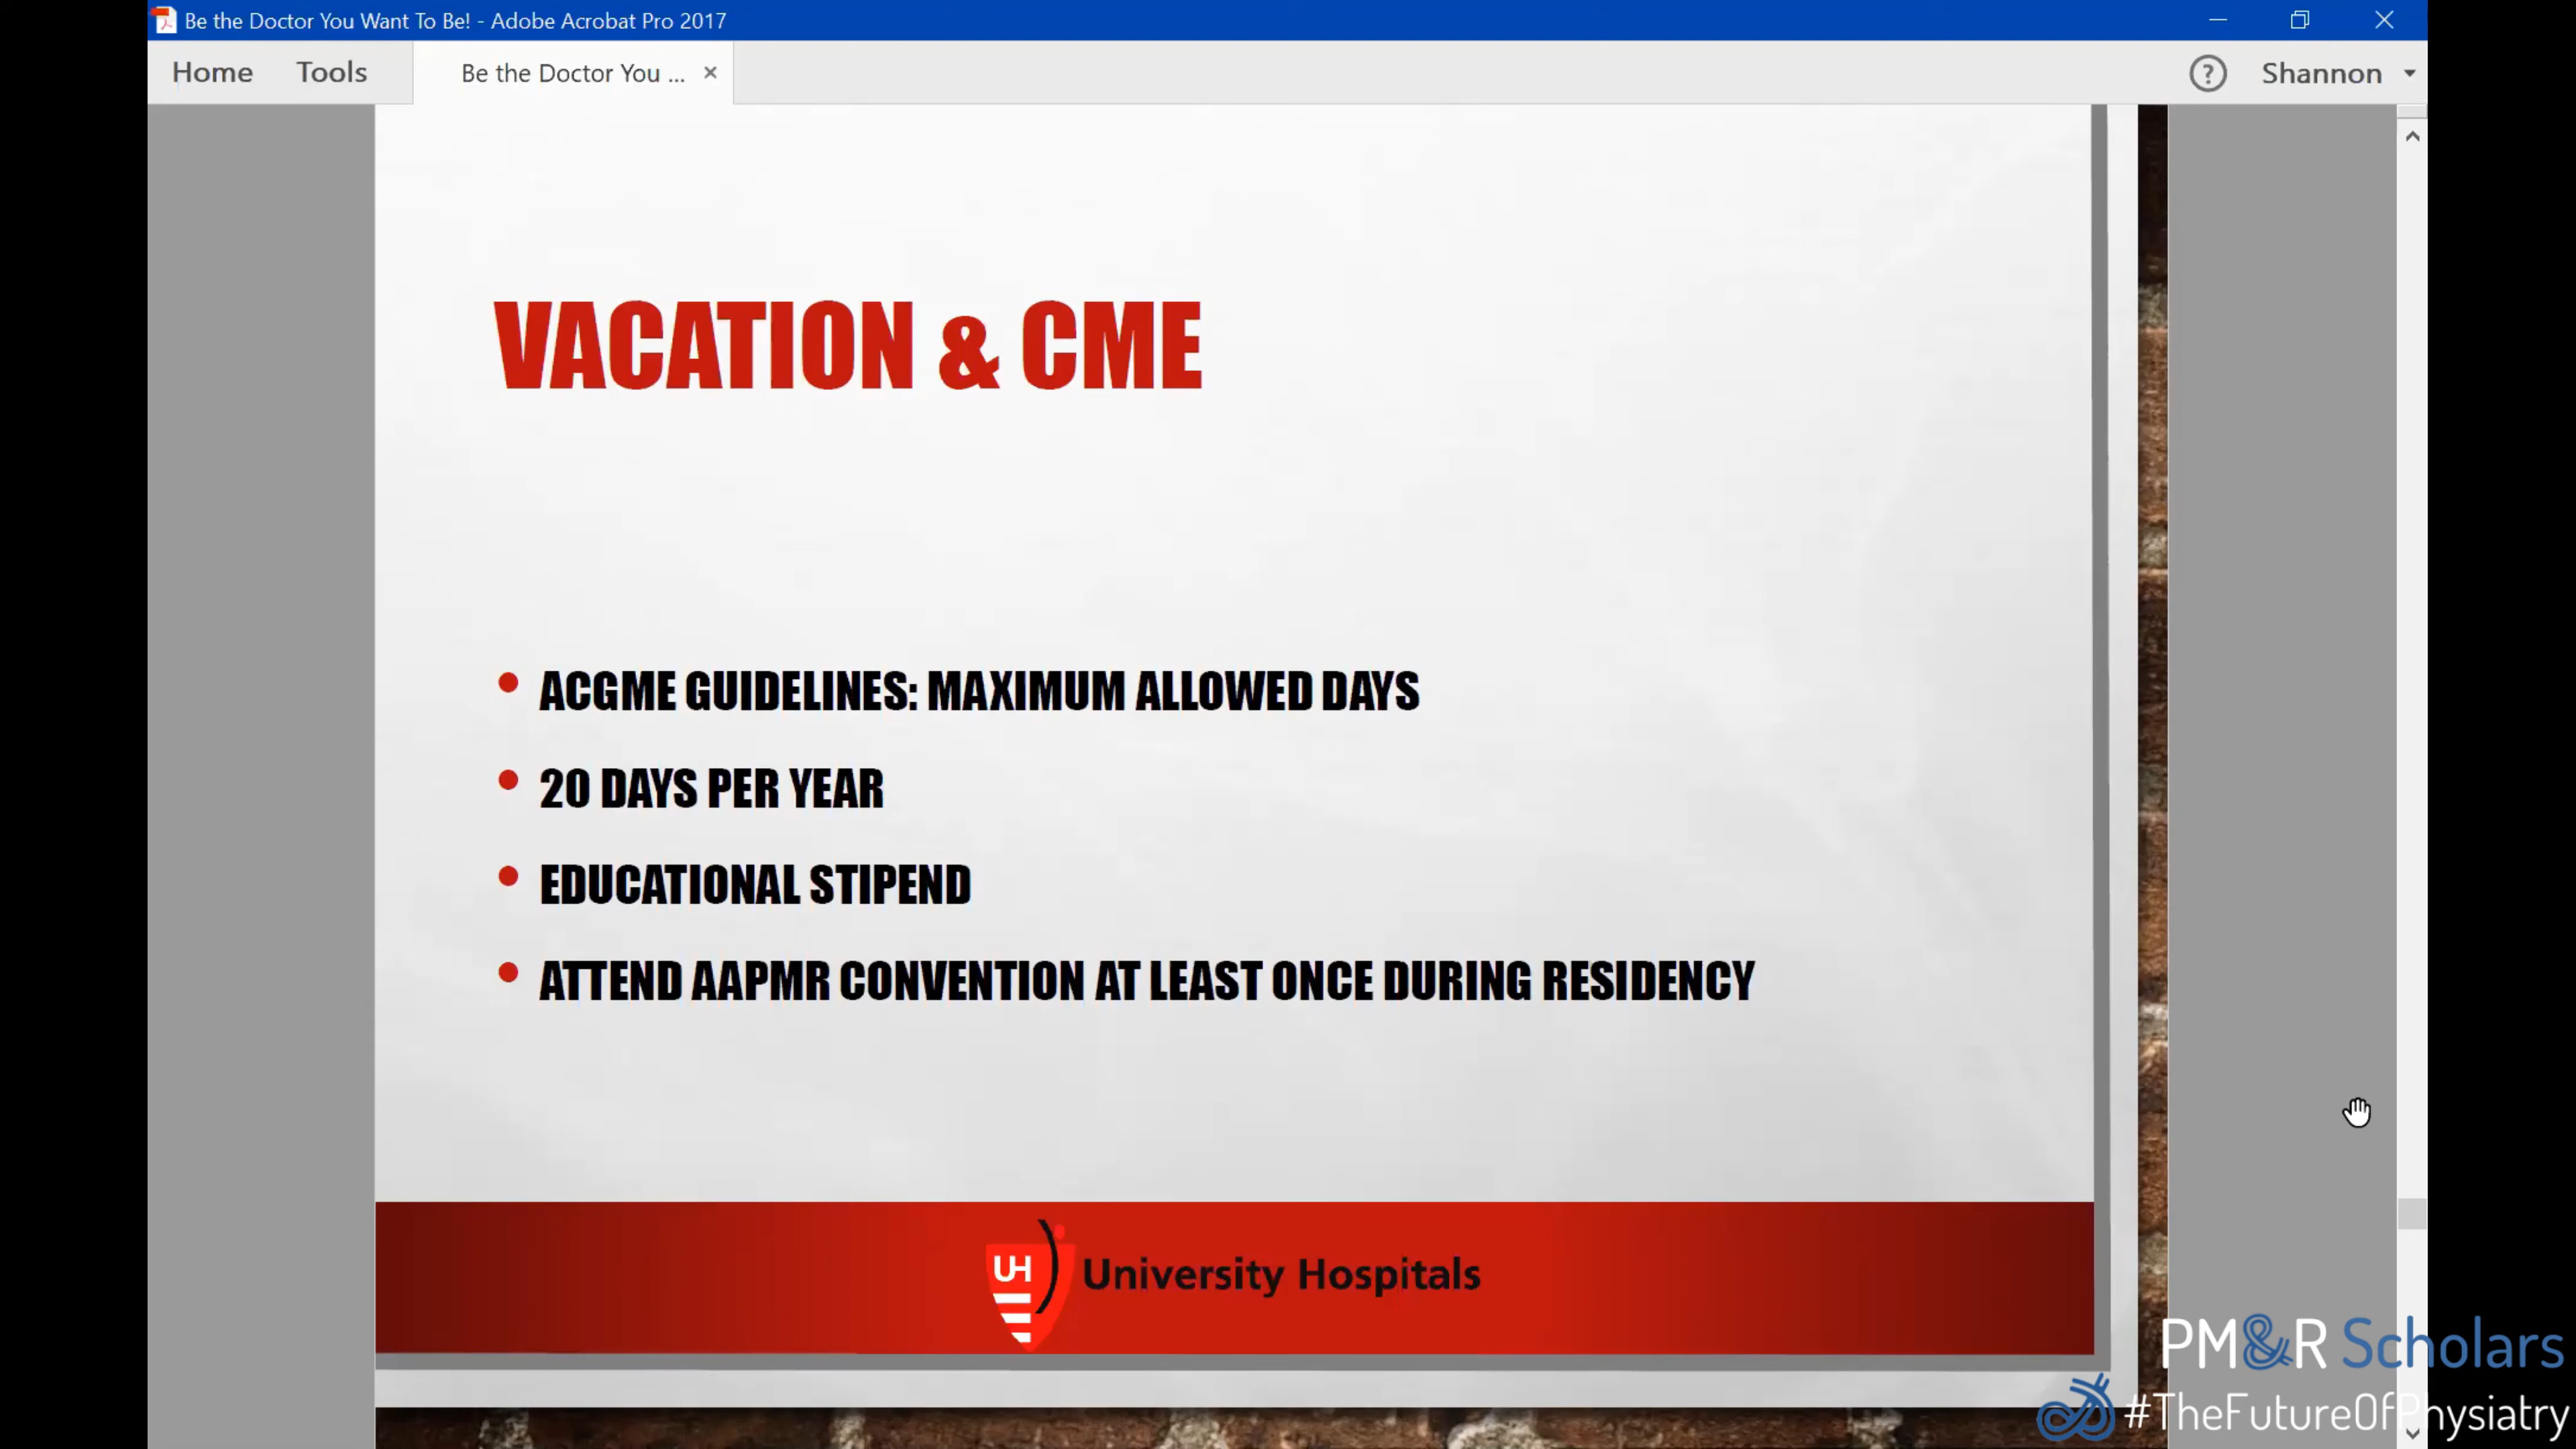 Be the Doctor You Want To Be! - Adobe Acrobat Pro 2017
Home Tools Be the Doctor You ... Shannon
VACATION & CME
ACGME GUIDELINES: MAXIMUM ALLOWED DAYS
20 DAYS PER YEAR
EDUCATIONAL STIPEND
ATTEND AAPMR CONVENTION AT LEAST ONCE DURING RESIDENCY
UH University Hospitals
PM&R Scholars
#TheFutureOfPhysiatry